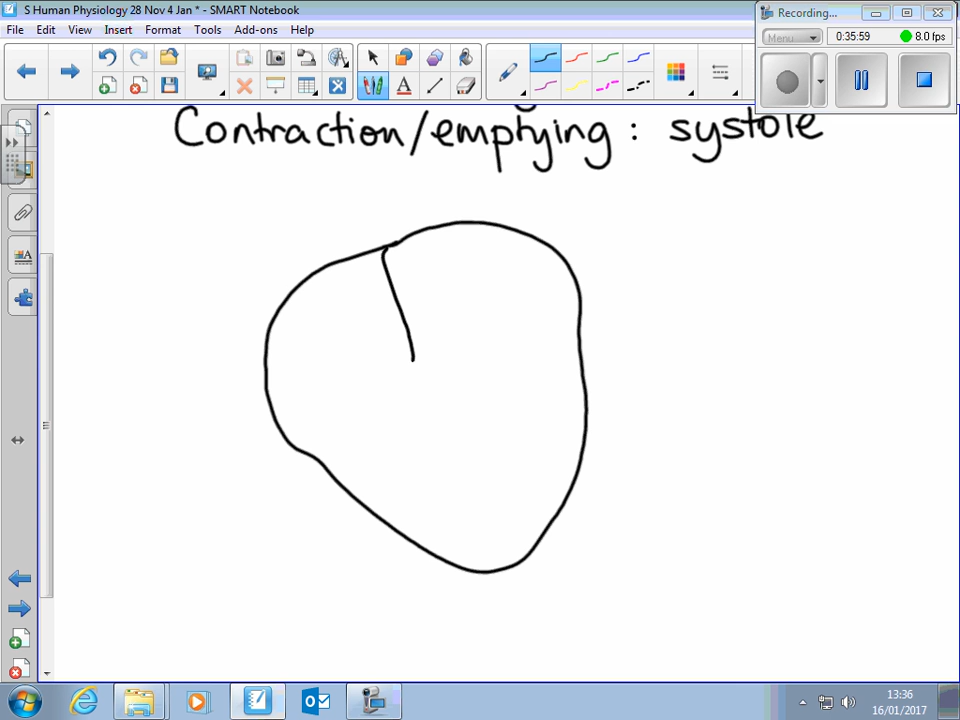 S Human Physiology 28 Nov 4 Jan * - SMART Notebook
Recording...
File Edit View Insert Format Tools Add-ons Help
Menu 0:35:59 8.0 fps
Contraction/emptying : systole
13:36
16/01/2017